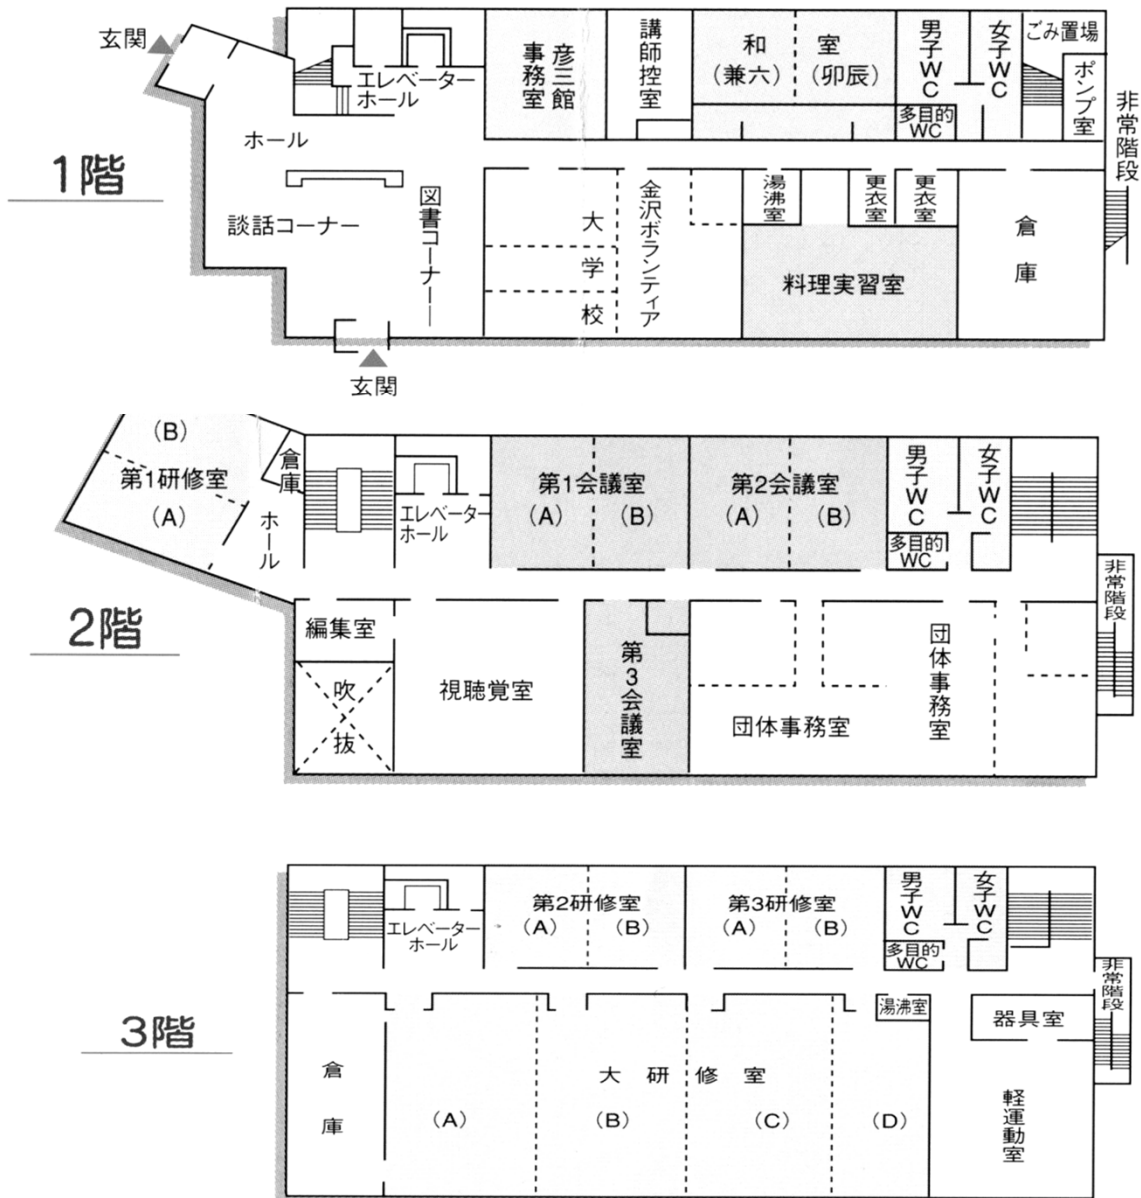 玄関
エレベーター
ホール
彦三館
事務室
講師控室
和 室
（兼六）（卯辰）
男子WC
女子WC
多目的
WC
ごみ置場
ポンプ室
非常階段
1階
ホール
談話コーナー
図書コーナー
大学校
金沢ボランティア
湯沸室
更衣室
更衣室
料理実習室
倉庫
玄関
（B）
第1研修室
（A）
倉庫
ホール
エレベーター
ホール
第1会議室
（A）（B）
第2会議室
（A）（B）
男子WC
女子WC
多目的
WC
非常階段
2階
編集室
吹抜
視聴覚室
第3会議室
団体事務室
団体事務室
エレベーター
ホール
第2研修室
（A）（B）
第3研修室
（A）（B）
男子WC
女子WC
多目的
WC
非常階段
3階
倉庫
大研修室
（A）（B）（C）（D）
湯沸室
器具室
軽運動室